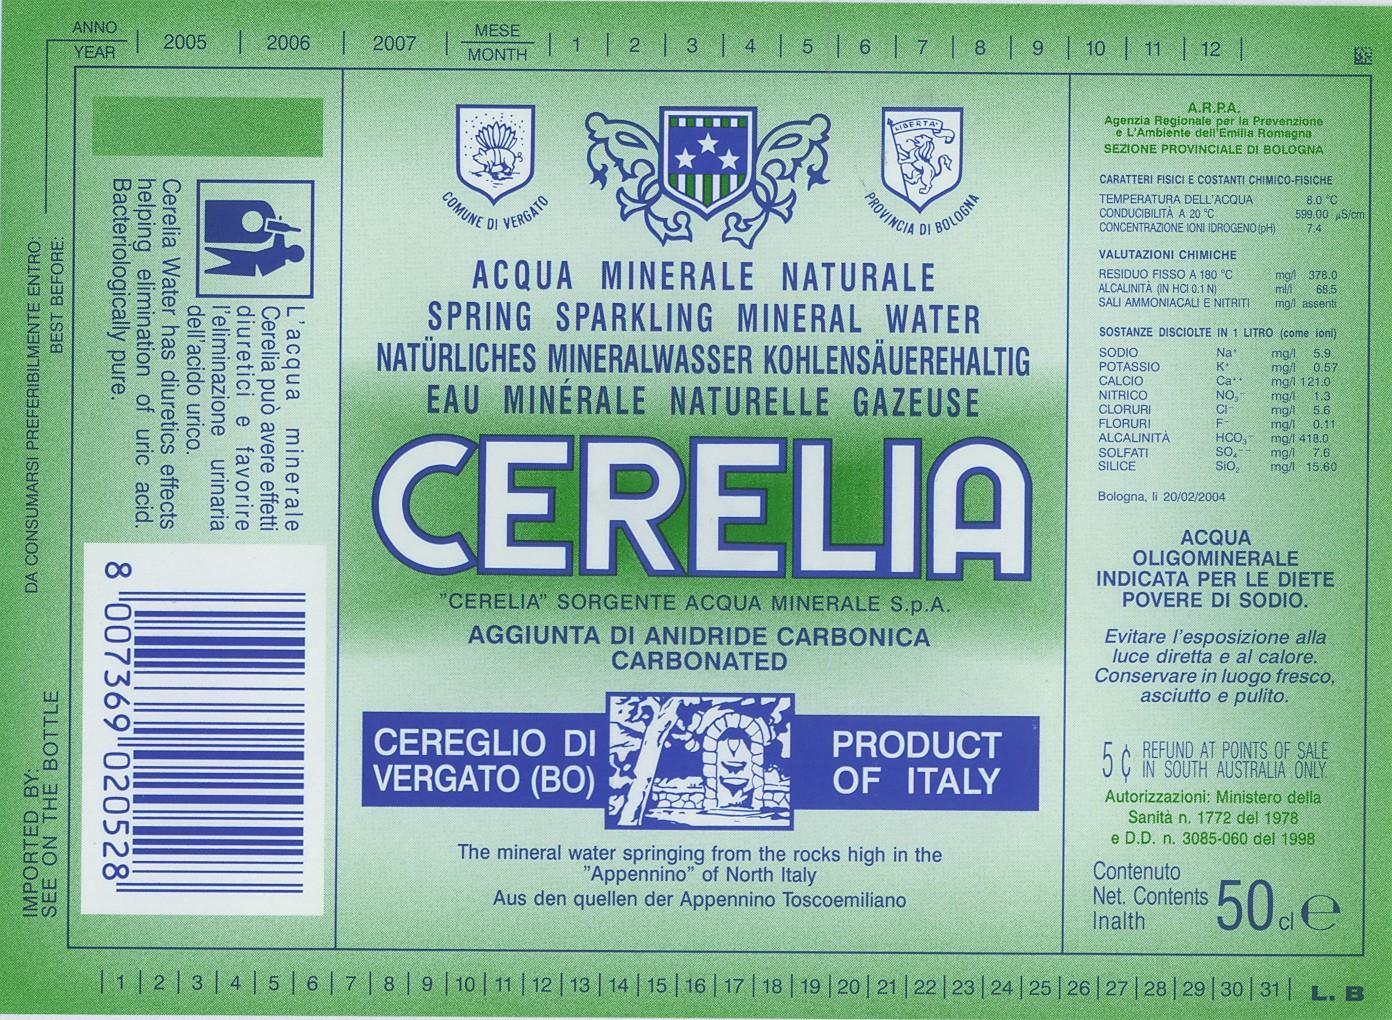 ANNO
YEAR
2005 | 2006 | 2007
MESE
MONTH
1 | 2 | 3 | 4 | 5 | 6 | 7 | 8 | 9 | 10 | 11 | 12
DA CONSUMARSI PREFERIBILMENTE ENTRO:
BEST BEFORE:
IMPORTED BY:
SEE ON THE BOTTLE
L'acqua minerale
Cerelia può avere effetti
diuretici e favorire
l'eliminazione urinaria
dell'acido urico.
Cerelia Water has diuretics effects
helping elimination of uric acid.
Bacteriologically pure.
8 007369 020528
COMUNE DI VERGATO
LIBERTA'
PROVINCIA DI BOLOGNA
ACQUA MINERALE NATURALE
SPRING SPARKLING MINERAL WATER
NATÜRLICHES MINERALWASSER KOHLENSÄUEREHALTIG
EAU MINÉRALE NATURELLE GAZEUSE
CERELIA
"CERELIA" SORGENTE ACQUA MINERALE S.p.A.
AGGIUNTA DI ANIDRIDE CARBONICA
CARBONATED
CEREGLIO DI
VERGATO (BO)
PRODUCT
OF ITALY
The mineral water springing from the rocks high in the
"Appennino" of North Italy
Aus den quellen der Appennino Toscoemiliano
A.R.P.A.
Agenzia Regionale per la Prevenzione
e L'Ambiente dell'Emilia Romagna
SEZIONE PROVINCIALE DI BOLOGNA
CARATTERI FISICI E COSTANTI CHIMICO-FISICHE
TEMPERATURA DELL'ACQUA 8.0 °C
CONDUCIBILITÀ A 20 °C 599.00 µS/cm
CONCENTRAZIONE IONI IDROGENO (pH) 7.4
VALUTAZIONI CHIMICHE
RESIDUO FISSO A 180 °C mg/l 378.0
ALCALINITÀ (IN HCl 0.1 N) ml/l 68.5
SALI AMMONIACALI E NITRITI mg/l assenti
SOSTANZE DISCIOLTE IN 1 LITRO (come ioni)
SODIO Na⁺ mg/l 5.9
POTASSIO K⁺ mg/l 0.57
CALCIO Ca⁺⁺ mg/l 121.0
NITRICO NO₃⁻ mg/l 1.3
CLORURI Cl⁻ mg/l 5.6
FLORURI F⁻ mg/l 0.11
ALCALINITÀ HCO₃⁻ mg/l 418.0
SOLFATI SO₄⁻⁻ mg/l 7.6
SILICE SiO₂ mg/l 15.60
Bologna, li 20/02/2004
ACQUA
OLIGOMINERALE
INDICATA PER LE DIETE
POVERE DI SODIO.
Evitare l'esposizione alla
luce diretta e al calore.
Conservare in luogo fresco,
asciutto e pulito.
5 ¢ REFUND AT POINTS OF SALE
IN SOUTH AUSTRALIA ONLY.
Autorizzazioni: Ministero della
Sanità n. 1772 del 1978
e D.D. n. 3085-060 del 1998
Contenuto
Net. Contents
Inalth
50 cl e
1 | 2 | 3 | 4 | 5 | 6 | 7 | 8 | 9 | 10 | 11 | 12 | 13 | 14 | 15 | 16 | 17 | 18 | 19 | 20 | 21 | 22 | 23 | 24 | 25 | 26 | 27 | 28 | 29 | 30 | 31 | L. B